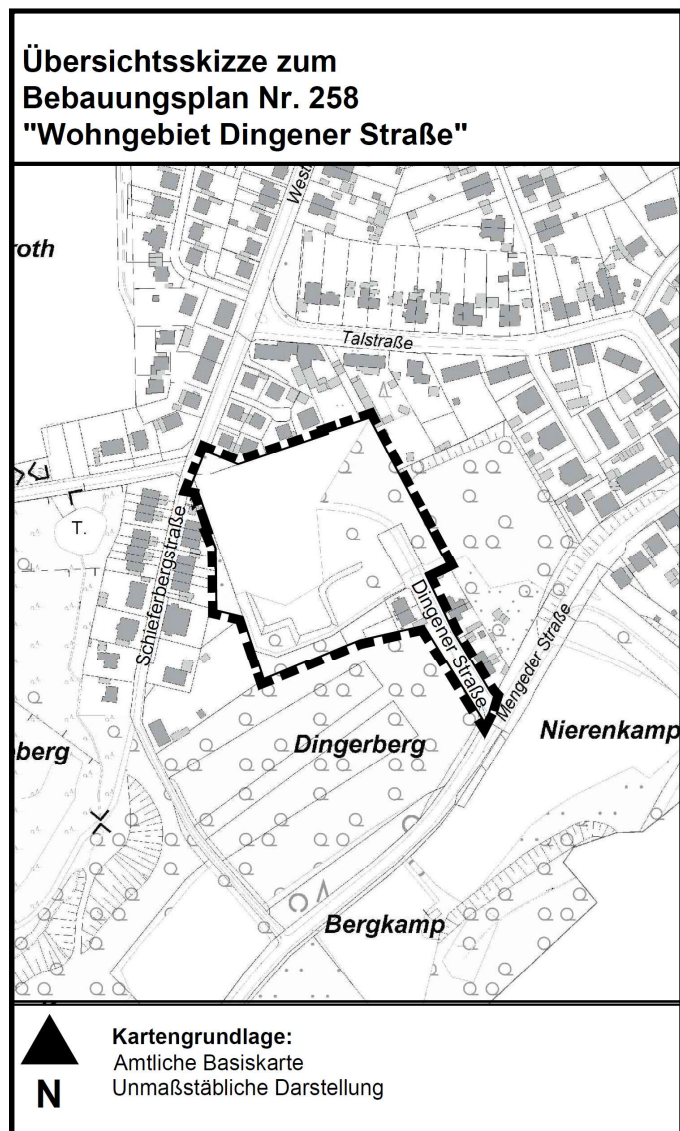 Übersichtsskizze zum
Bebauungsplan Nr. 258
"Wohngebiet Dingener Straße"
roth
Talstraße
T.
Schieferbergstraße
Dingener Straße
Mengeder Straße
Dingerberg
Nierenkamp
berg
Bergkamp
Kartengrundlage:
Amtliche Basiskarte
Unmaßstäbliche Darstellung
N